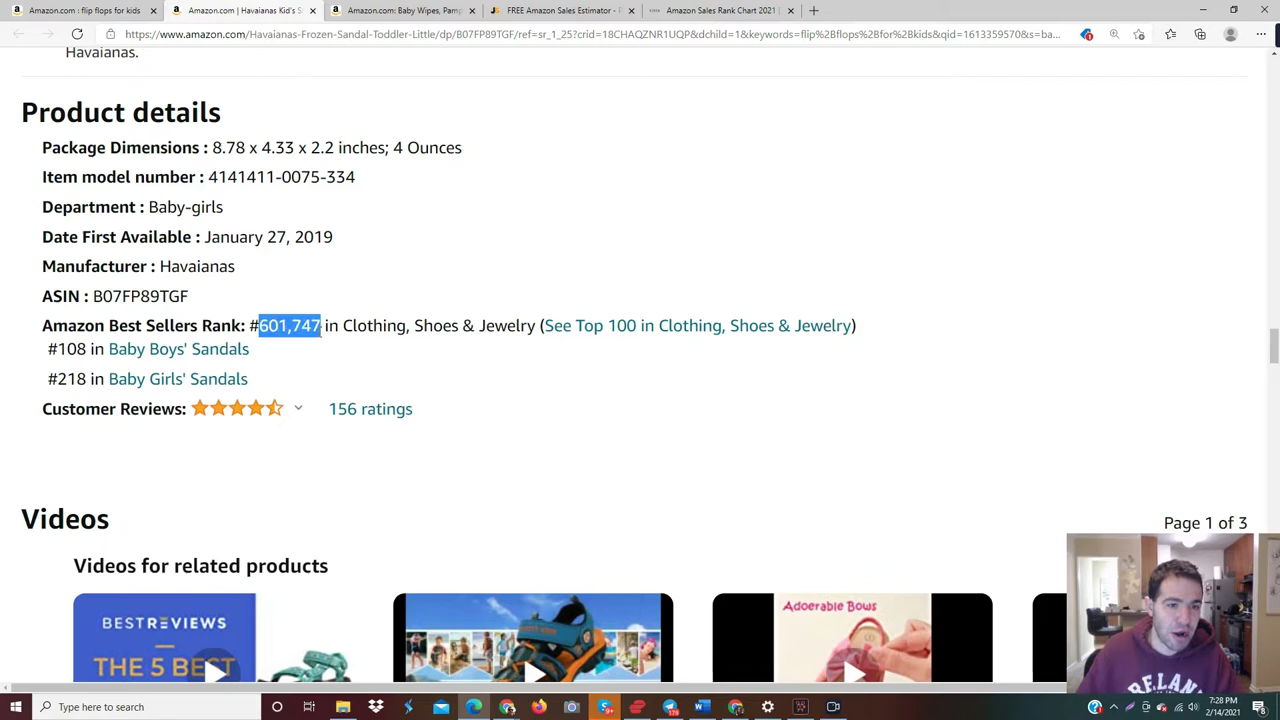 Amazon.com : flip flops for kids
Amazon.com | Havaianas Kid's S
Amazon.com: Baby Wipes, Pamp
FREE Amazon Sales Estimator - R
Amazon Sales Rank Chart 2021 [
https://www.amazon.com/Havaianas-Frozen-Sandal-Toddler-Little/dp/B07FP89TGF/ref=sr_1_25?crid=18CHAQZNR1UQP&dchild=1&keywords=flip%2Bflops%2Bfor%2Bkids&qid=1613359570&s=ba...
Havaianas.
Product details
Package Dimensions : 8.78 x 4.33 x 2.2 inches; 4 Ounces
Item model number : 4141411-0075-334
Department : Baby-girls
Date First Available : January 27, 2019
Manufacturer : Havaianas
ASIN : B07FP89TGF
Amazon Best Sellers Rank: #601,747 in Clothing, Shoes & Jewelry (See Top 100 in Clothing, Shoes & Jewelry)
#108 in Baby Boys' Sandals
#218 in Baby Girls' Sandals
Customer Reviews: 156 ratings
Videos
Page 1 of 3
Videos for related products
BESTREVIEWS
THE 5 BEST
Adoerable Bows
Type here to search
7:28 PM
2/14/2021